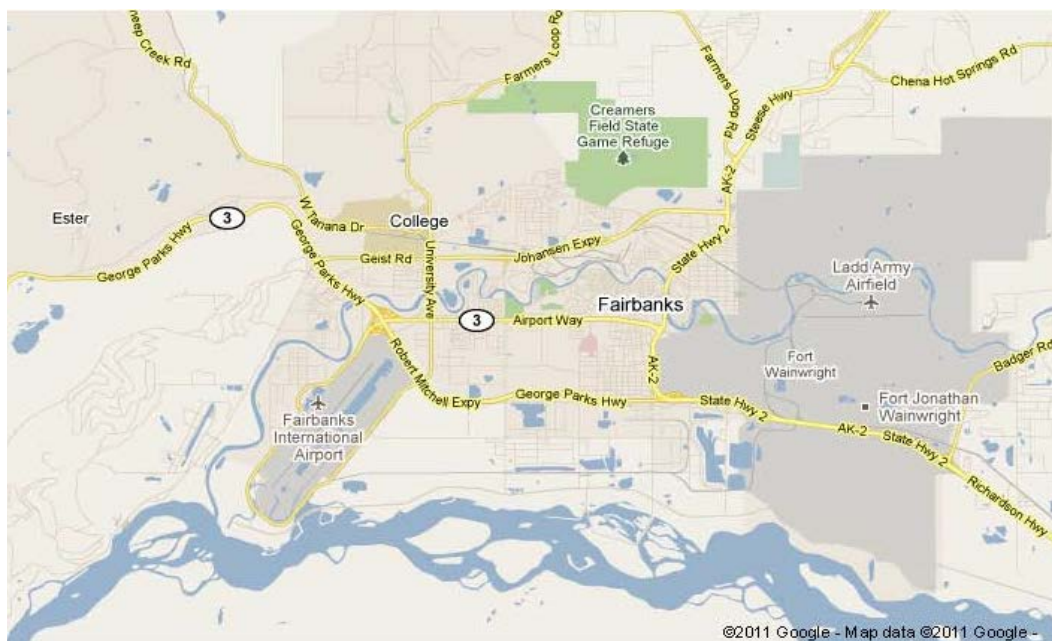 heep Creek Rd
Farmers Loop Ro
Farmers Loop Rd
Steese Hwy
Chena Hot Springs Rd
Creamers
Field State
Game Refuge
AK-2
Ester
3
W Tanana Dr
College
George Parks Hwy
Geist Rd
Johansen Expy
State Hwy 2
George Parks Hwy
University Ave
Ladd Army
Airfield
Fairbanks
3
Airport Way
Badger Rd
Robert Mitchell Expy
AK-2
Fort
Wainwright
George Parks Hwy
State Hwy 2
Fort Jonathan
Wainwright
Fairbanks
International
Airport
AK-2
State Hwy 2
Richardson Hwy
©2011 Google - Map data ©2011 Google -